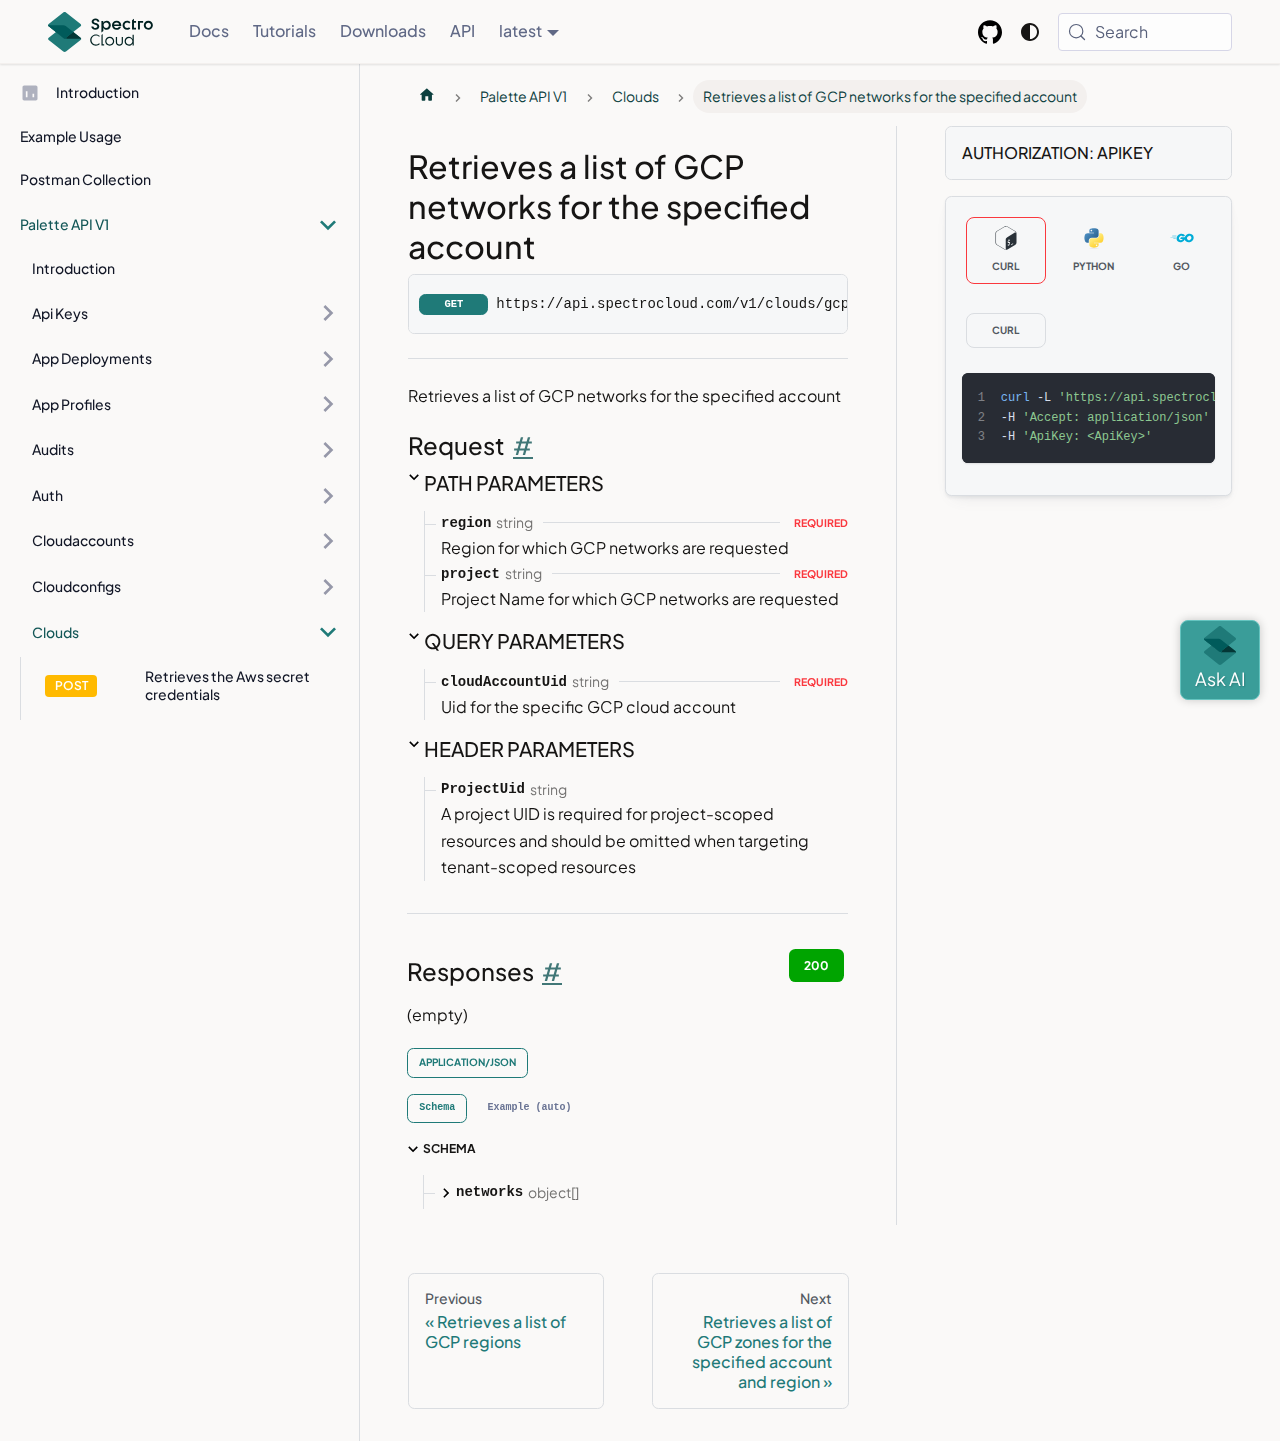 Spectro
Cloud
Docs
Tutorials
Downloads
API
latest
Search
Introduction
Example Usage
Postman Collection
Palette API V1
Introduction
Api Keys
App Deployments
App Profiles
Audits
Auth
Cloudaccounts
Cloudconfigs
Clouds
POST
Retrieves the Aws secret
credentials
Palette API V1
Clouds
Retrieves a list of GCP networks for the specified account
Retrieves a list of GCP
networks for the specified
account
GET https://api.spectrocloud.com/v1/clouds/gcp
Retrieves a list of GCP networks for the specified account
Request #
PATH PARAMETERS
region string REQUIRED
Region for which GCP networks are requested
project string REQUIRED
Project Name for which GCP networks are requested
QUERY PARAMETERS
cloudAccountUid string REQUIRED
Uid for the specific GCP cloud account
HEADER PARAMETERS
ProjectUid string
A project UID is required for project-scoped
resources and should be omitted when targeting
tenant-scoped resources
Responses #
200
(empty)
APPLICATION/JSON
Schema
Example (auto)
SCHEMA
networks object[]
Previous
« Retrieves a list of
GCP regions
Next
Retrieves a list of
GCP zones for the
specified account
and region »
AUTHORIZATION: APIKEY
CURL
PYTHON
GO
GO
CURL
1 curl -L 'https://api.spectrocl
2 -H 'Accept: application/json'
3 -H 'ApiKey: <ApiKey>'
Ask AI